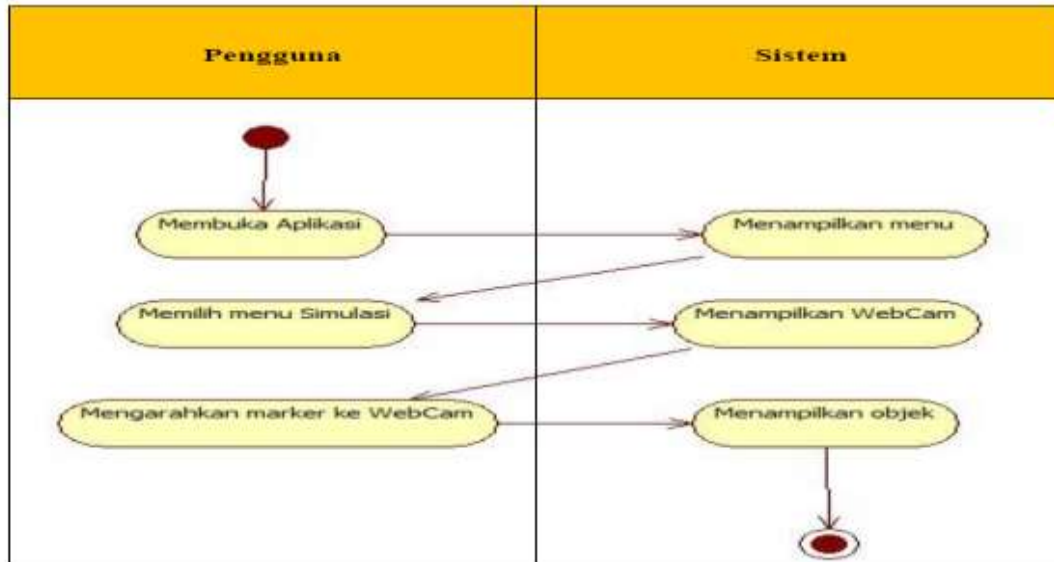 Pengguna
Sistem
Membuka Aplikasi
Menampilkan menu
Memilih menu Simulasi
Menampilkan WebCam
Mengarahkan marker ke WebCam
Menampilkan objek